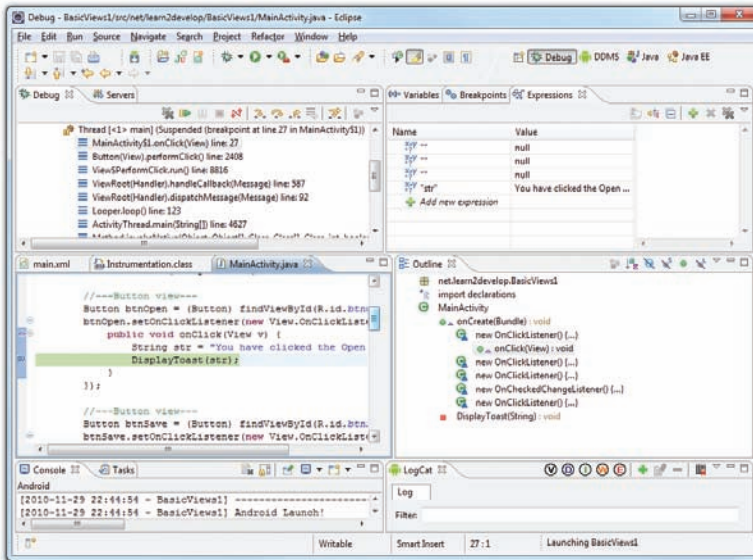 Debug - BasicViews1/src/net/learn2develop/BasicViews1/MainActivity.java - Eclipse
File Edit Run Source Navigate Search Project Refactor Window Help
Debug DDMS Java Java EE
Debug Servers
Thread [<1> main] (Suspended (breakpoint at line 27 in MainActivity$1))
MainActivity$1.onClick(View) line: 27
Button(View).performClick() line: 2408
View$PerformClick.run() line: 8816
ViewRoot(Handler).handleCallback(Message) line: 587
ViewRoot(Handler).dispatchMessage(Message) line: 92
Looper.loop() line: 123
ActivityThread.main(String[]) line: 4627
Variables Breakpoints Expressions
Name Value
"" null
"" null
"" null
"str" You have clicked the Open ...
Add new expression
main.xml Instrumentation.class MainActivity.java
//---Button view---
Button btnOpen = (Button) findViewById(R.id.btn
btnOpen.setOnClickListener(new View.OnClickList
public void onClick(View v) {
String str = "You have clicked the Open
DisplayToast(str);
}
});
//---Button view---
Button btnSave = (Button) findViewById(R.id.btn
btnSave.setOnClickListener(new View.OnClickList
Outline
net.learn2develop.BasicViews1
import declarations
MainActivity
onCreate(Bundle) : void
new OnClickListener() {...}
onClick(View) : void
new OnClickListener() {...}
new OnClickListener() {...}
new OnCheckedChangeListener() {...}
new OnClickListener() {...}
DisplayToast(String) : void
Console Tasks
Android
[2010-11-29 22:44:54 - BasicViews1] ------------------------
[2010-11-29 22:44:54 - BasicViews1] Android Launch!
LogCat
V D I W E
Log
Filter:
Writable Smart Insert 27 : 1 Launching BasicViews1